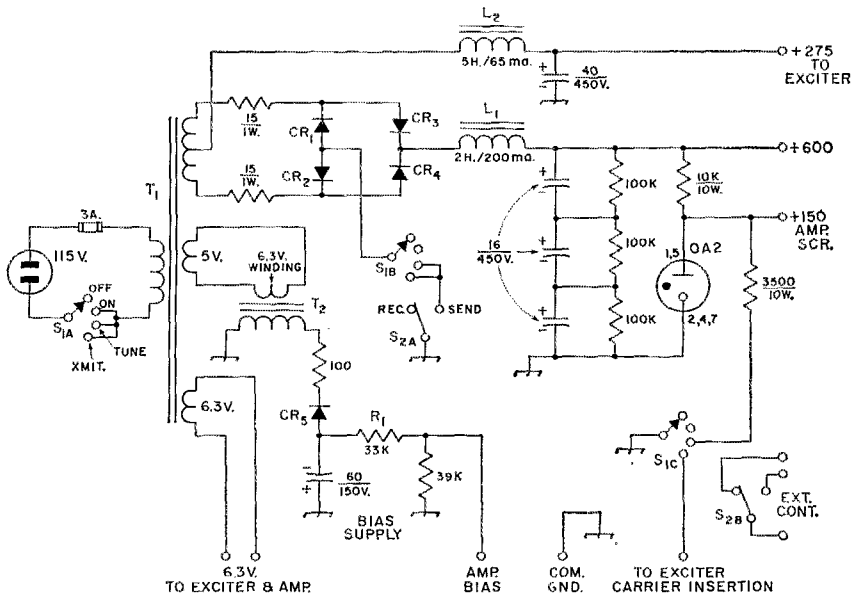 L₂
5H./65 ma.
40
450V.
+275
TO
EXCITER
15
1W.
CR₁
CR₃
L₁
2H./200 ma.
+600
CR₂
CR₄
15
1W.
T₁
100K
10K
10W.
3A.
+150
AMP.
SCR.
115V.
5V.
6.3V.
WINDING
S1B
16
450V.
100K
1,5
0A2
3500
10W.
OFF
ON
S1A
TUNE
XMIT.
T₂
REC.
SEND
S2A
100K
2,4,7
100
6.3V.
CR₅
R₁
33K
S1C
60
150V.
39K
S2B
EXT.
CONT.
BIAS
SUPPLY
6.3V.
TO EXCITER & AMP.
AMP.
BIAS
COM.
GND.
TO EXCITER
CARRIER INSERTION